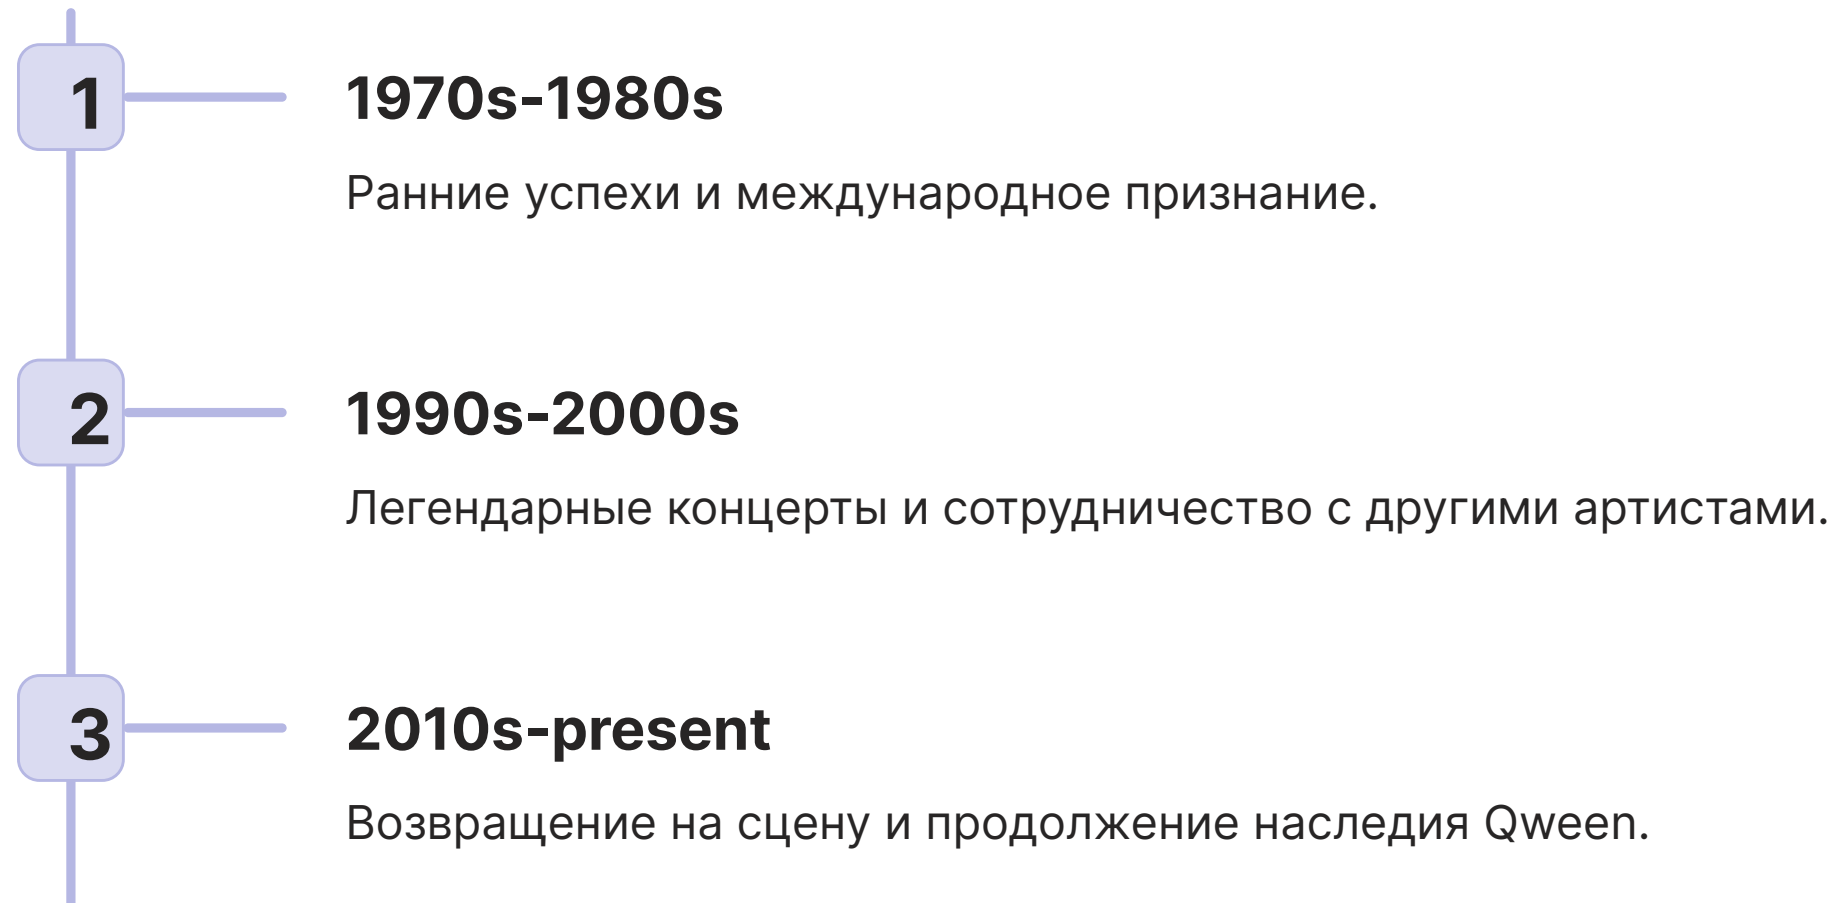 1
1970s-1980s
Ранние успехи и международное признание.
2
1990s-2000s
Легендарные концерты и сотрудничество с другими артистами.
3
2010s-present
Возвращение на сцену и продолжение наследия Qween.